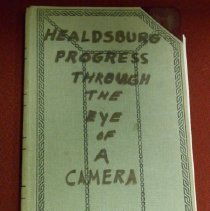 HEALDSBURG
PROGRESS
THROUGH
THE
EYE
OF
A
CAMERA